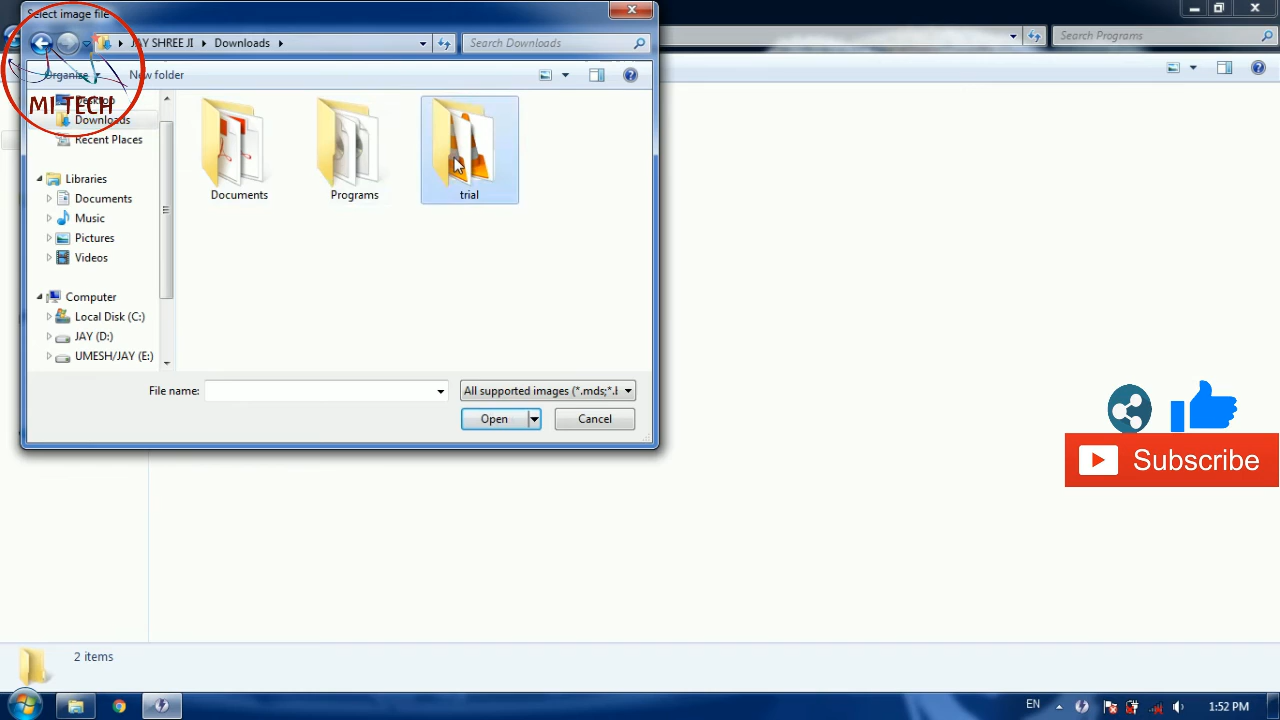 Select image file
JAY SHREE JI
Downloads
Search Downloads
Search Programs
Organize
New folder
MI TECH
Desktop
Downloads
Recent Places
Libraries
Documents
Music
Pictures
Videos
Computer
Local Disk (C:)
JAY (D:)
UMESH/JAY (E:)
Documents
Programs
trial
File name:
All supported images (*.mds;*.
Open
Cancel
Subscribe
2 items
EN
1:52 PM